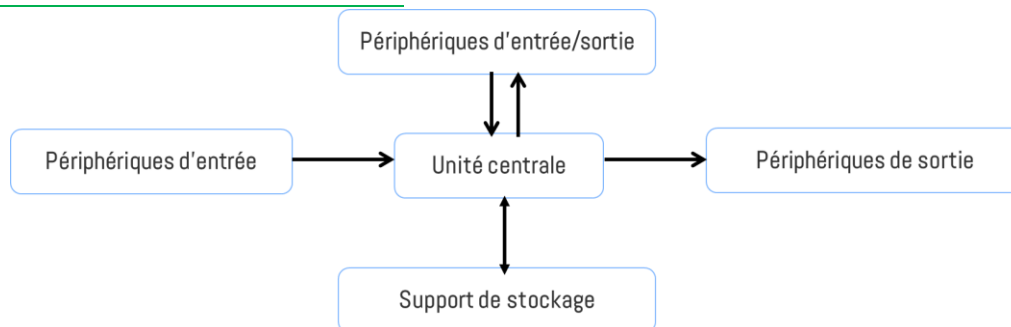 Périphériques d'entrée/sortie
Périphériques d'entrée
Unité centrale
Périphériques de sortie
Support de stockage